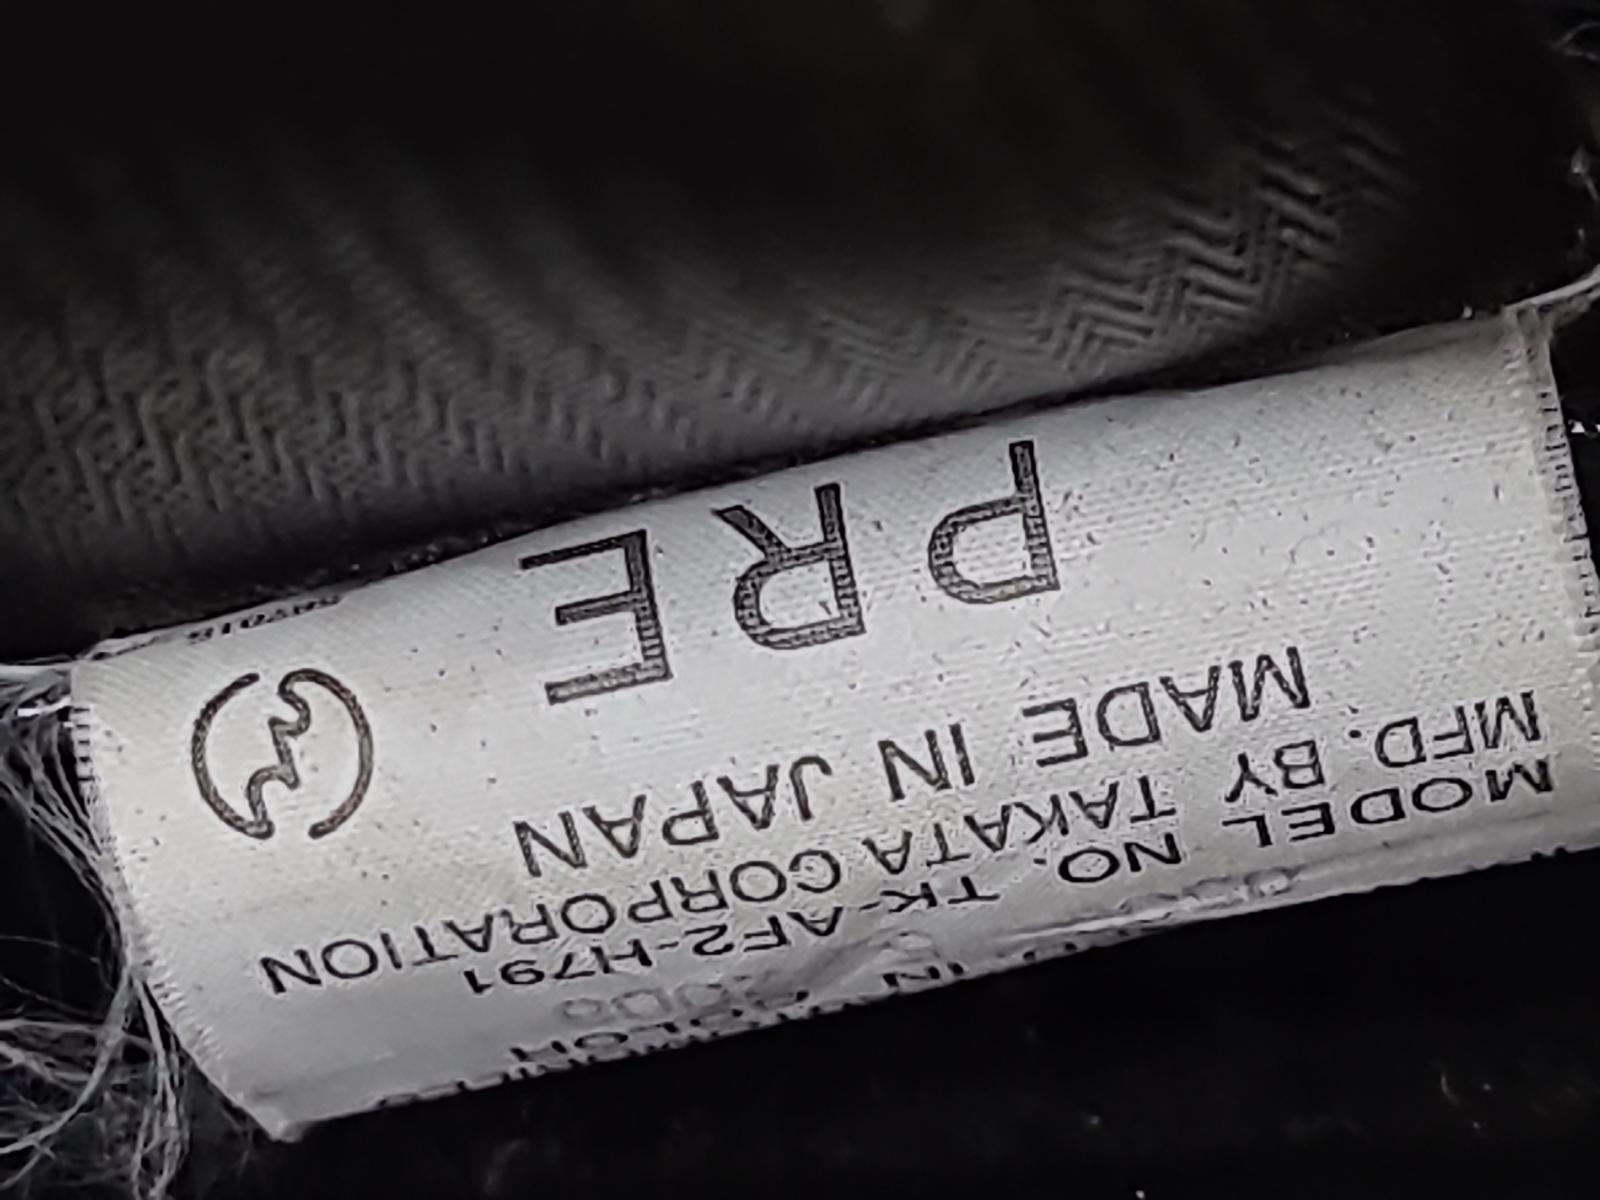 MODEL NO. TK-AF2-H791
MFD. BY TAKATA CORPORATION
MADE IN JAPAN
PRE